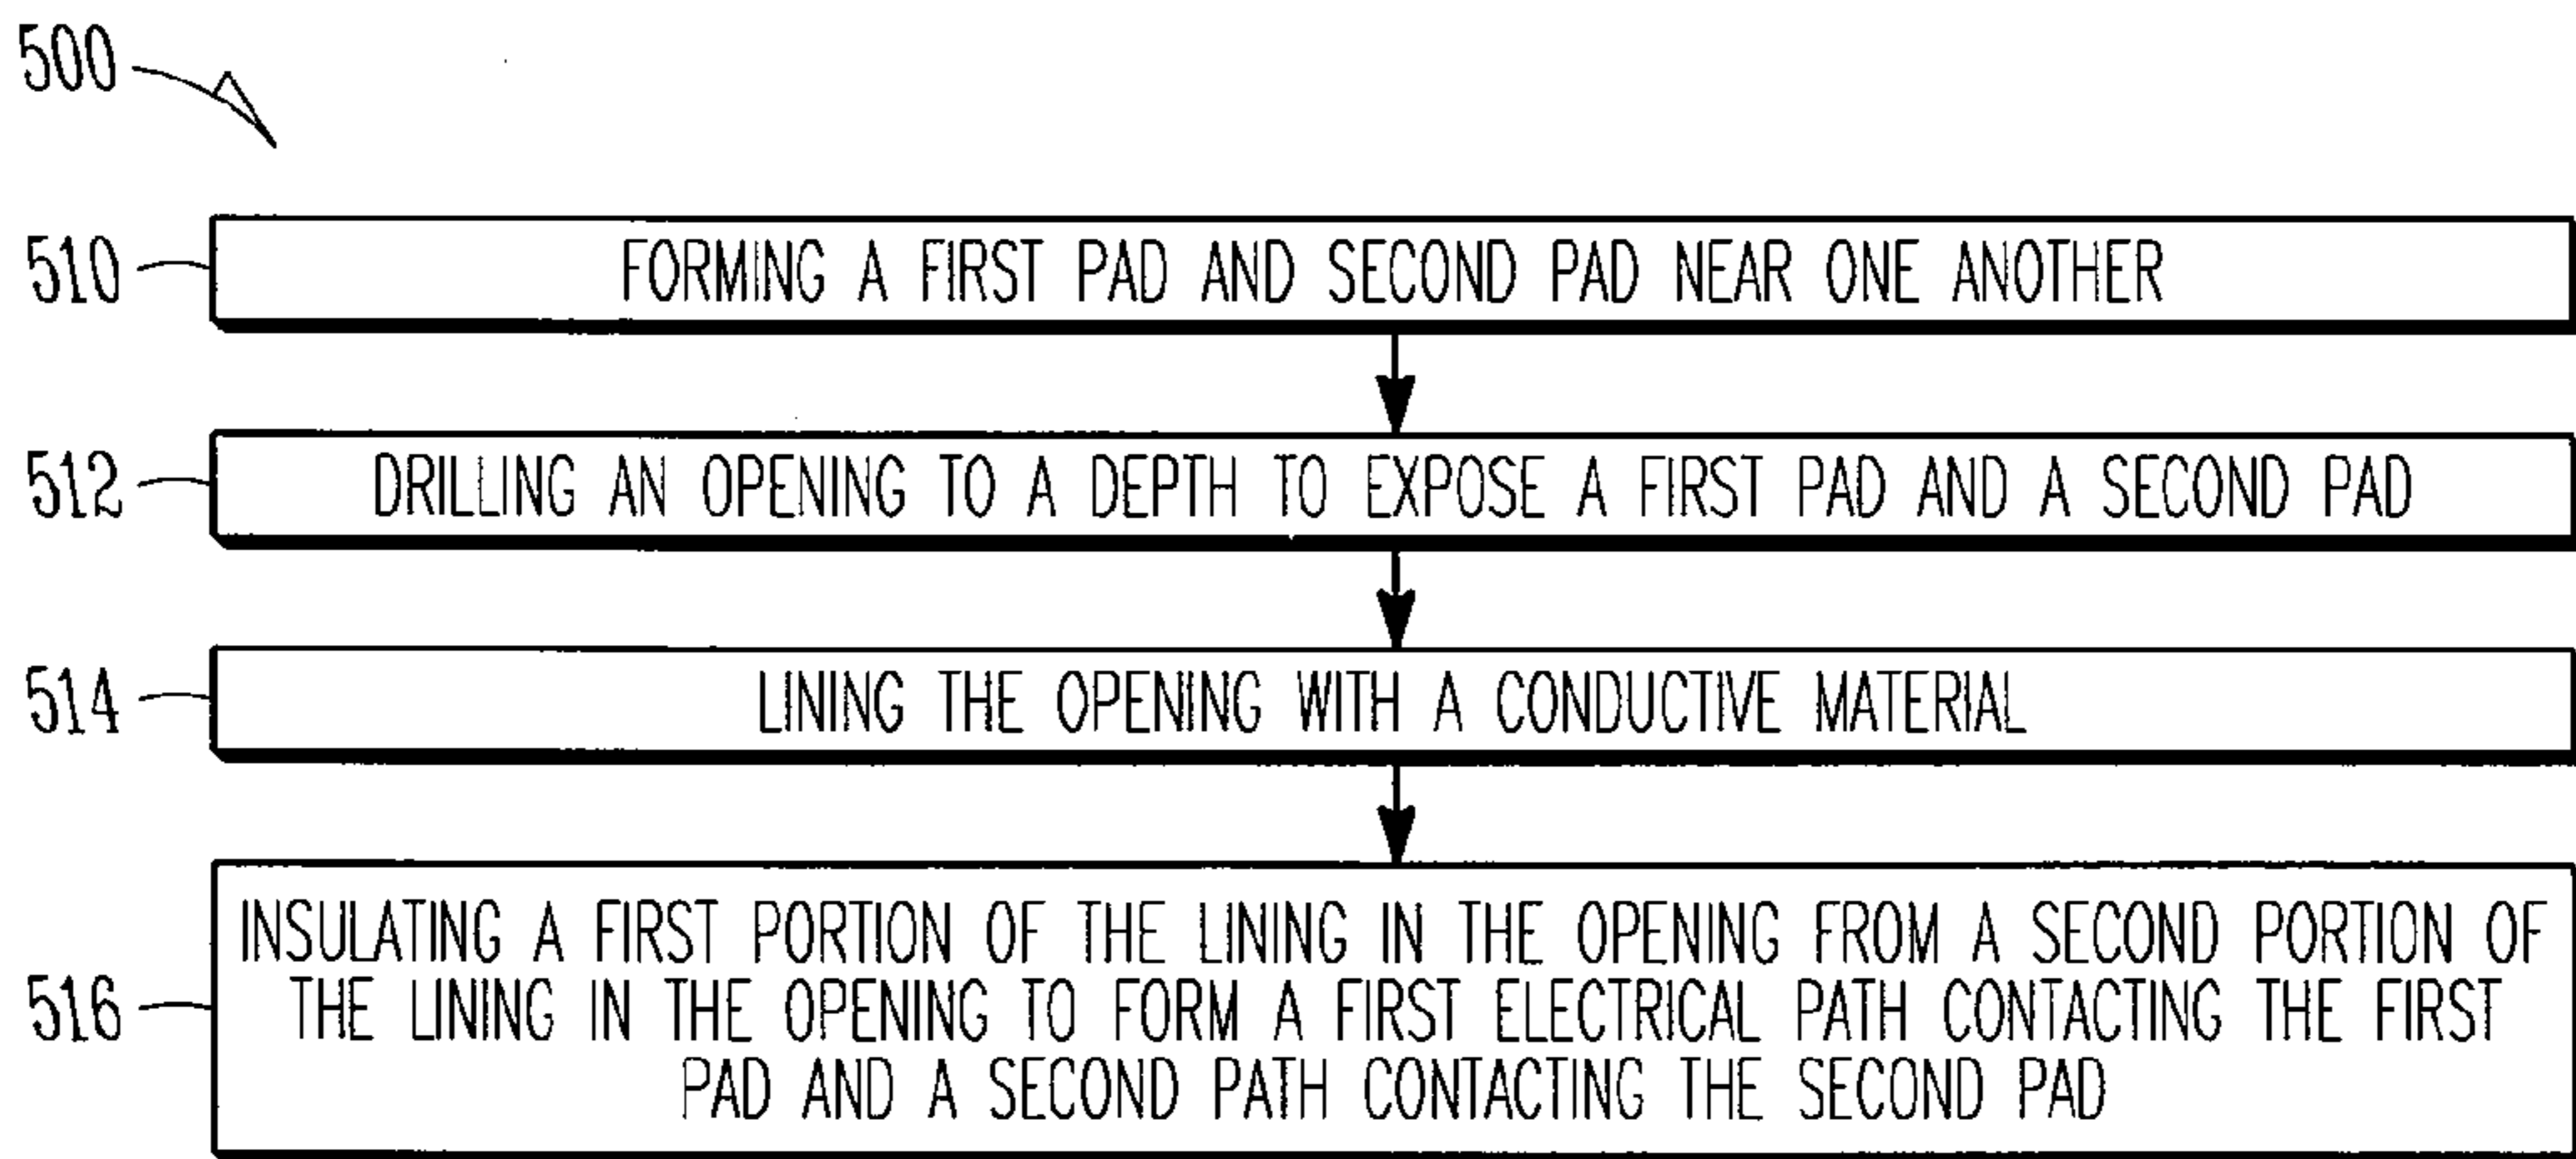 500
510 FORMING A FIRST PAD AND SECOND PAD NEAR ONE ANOTHER
512 DRILLING AN OPENING TO A DEPTH TO EXPOSE A FIRST PAD AND A SECOND PAD
514 LINING THE OPENING WITH A CONDUCTIVE MATERIAL
INSULATING A FIRST PORTION OF THE LINING IN THE OPENING FROM A SECOND PORTION OF
516 THE LINING IN THE OPENING TO FORM A FIRST ELECTRICAL PATH CONTACTING THE FIRST
PAD AND A SECOND PATH CONTACTING THE SECOND PAD